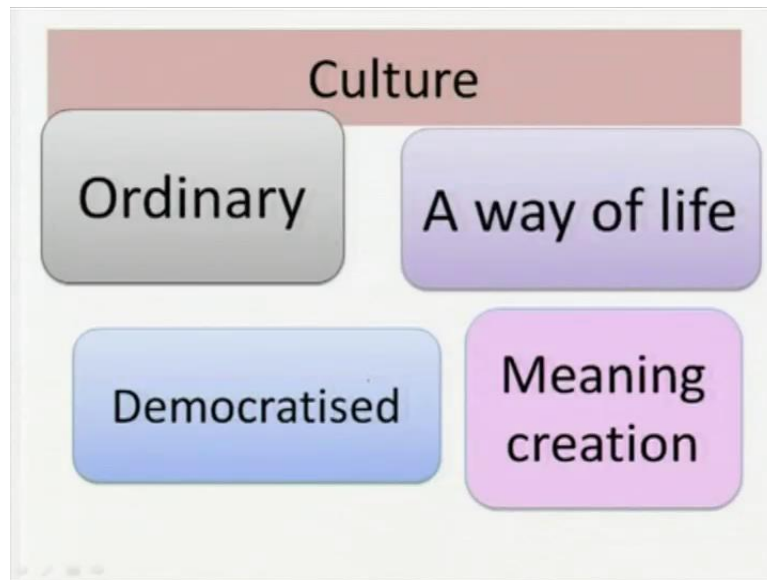 Culture
Ordinary
A way of life
Democratised
Meaning
creation